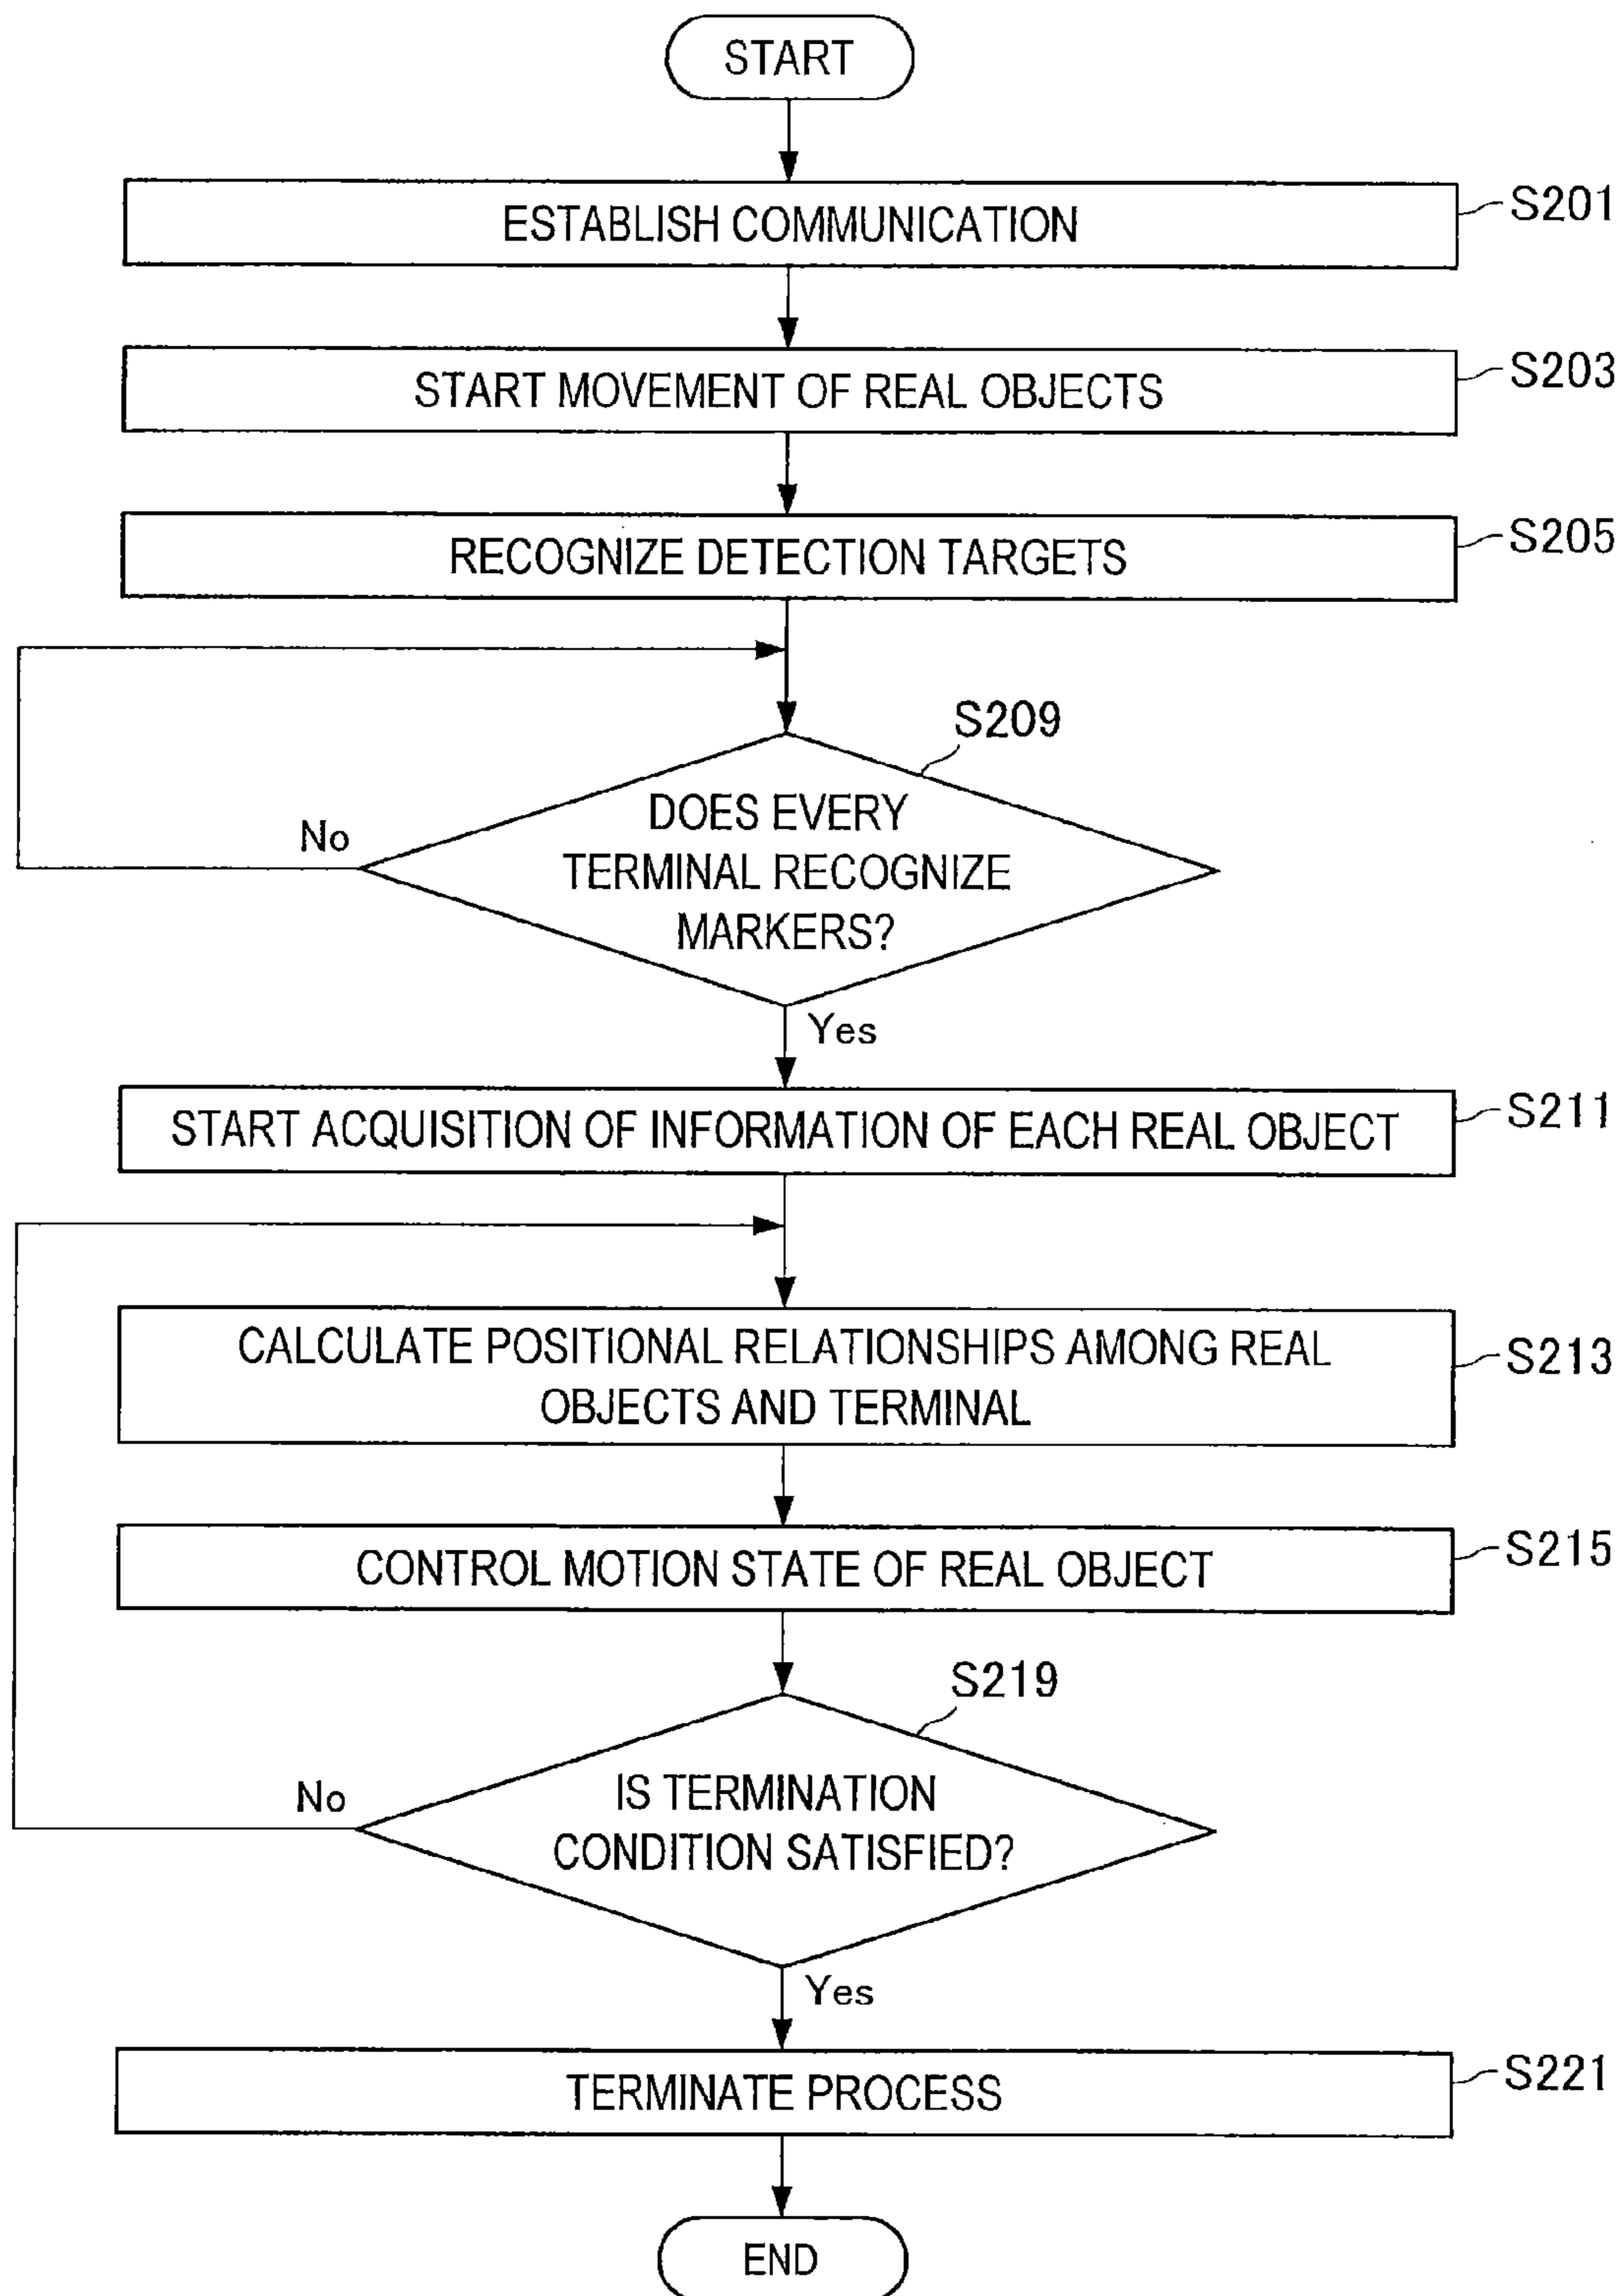 START
ESTABLISH COMMUNICATION
S201
START MOVEMENT OF REAL OBJECTS
S203
RECOGNIZE DETECTION TARGETS
S205
S209
DOES EVERY
TERMINAL RECOGNIZE
MARKERS?
No
Yes
START ACQUISITION OF INFORMATION OF EACH REAL OBJECT
S211
CALCULATE POSITIONAL RELATIONSHIPS AMONG REAL
OBJECTS AND TERMINAL
S213
CONTROL MOTION STATE OF REAL OBJECT
S215
S219
IS TERMINATION
CONDITION SATISFIED?
No
Yes
TERMINATE PROCESS
S221
END